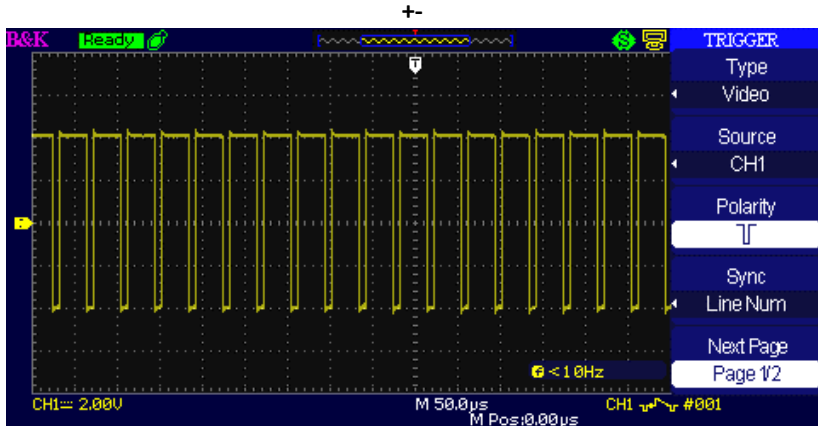 +-
B&K Ready TRIGGER
T
Type
Video
Source
CH1
Polarity
Sync
Line Num
Next Page
Page 1/2
f <10Hz
CH1 2.00V M 50.0µs CH1 #001
M Pos:0.00µs